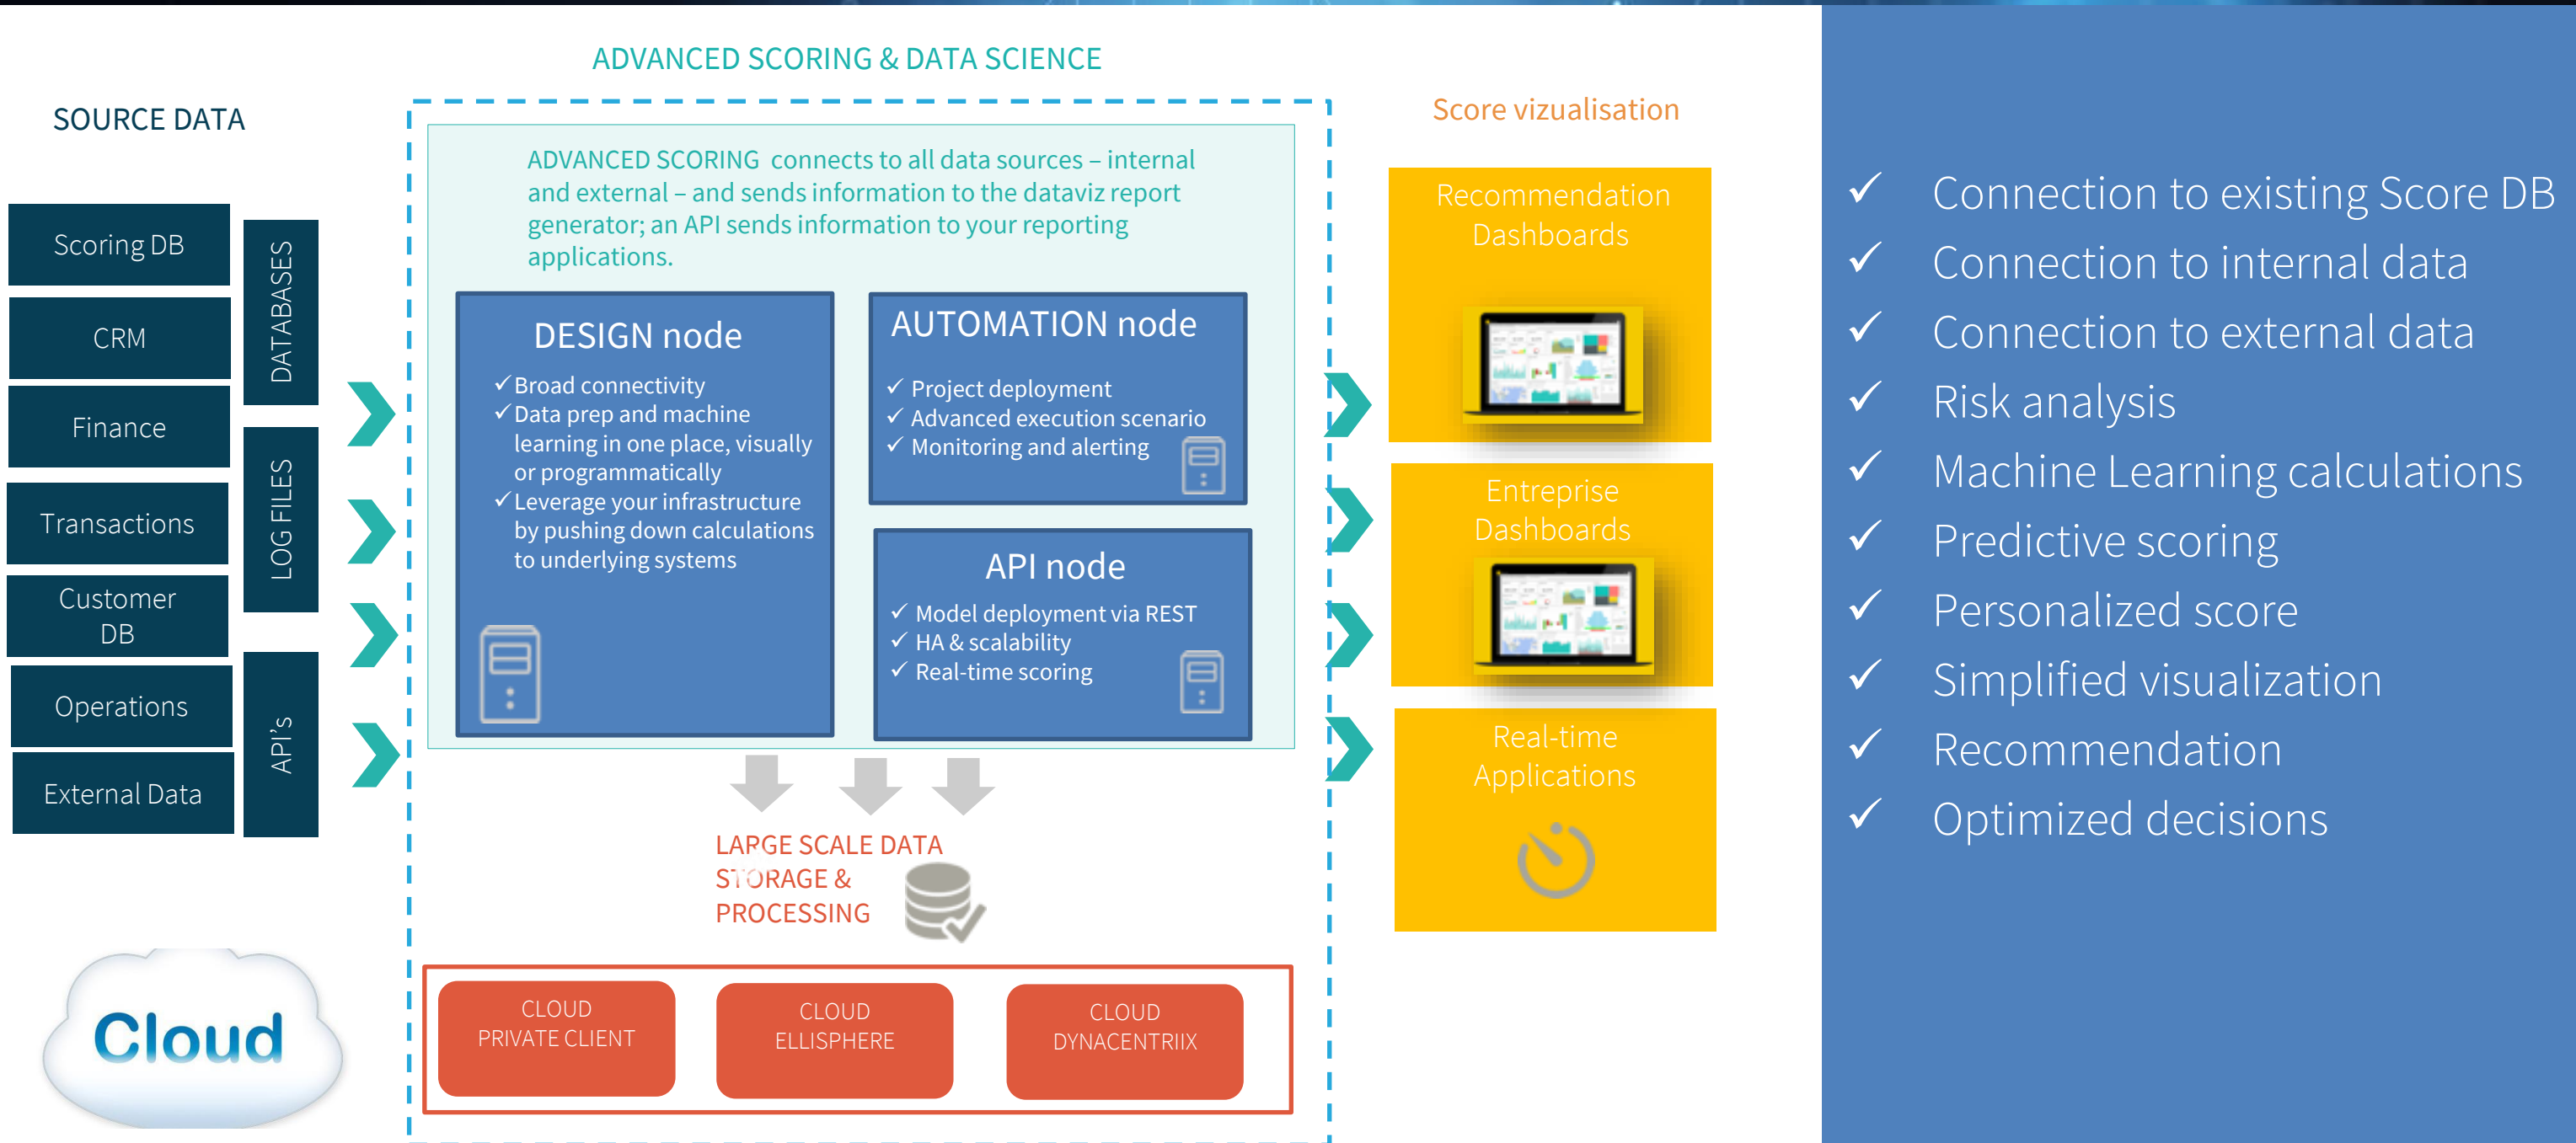 ADVANCED SCORING & DATA SCIENCE
SOURCE DATA
Scoring DB
CRM
Finance
Transactions
Customer
DB
Operations
External Data
DATABASES
LOG FILES
API's
Cloud
ADVANCED SCORING connects to all data sources – internal
and external – and sends information to the dataviz report
generator; an API sends information to your reporting
applications.
DESIGN node
✓ Broad connectivity
✓ Data prep and machine
learning in one place, visually
or programmatically
✓ Leverage your infrastructure
by pushing down calculations
to underlying systems
AUTOMATION node
✓ Project deployment
✓ Advanced execution scenario
✓ Monitoring and alerting
API node
✓ Model deployment via REST
✓ HA & scalability
✓ Real-time scoring
LARGE SCALE DATA
STORAGE &
PROCESSING
CLOUD
PRIVATE CLIENT
CLOUD
ELLISPHERE
CLOUD
DYNACENTRIIX
Score vizualisation
Recommendation
Dashboards
Entreprise
Dashboards
Real-time
Applications
✓ Connection to existing Score DB
✓ Connection to internal data
✓ Connection to external data
✓ Risk analysis
✓ Machine Learning calculations
✓ Predictive scoring
✓ Personalized score
✓ Simplified visualization
✓ Recommendation
✓ Optimized decisions